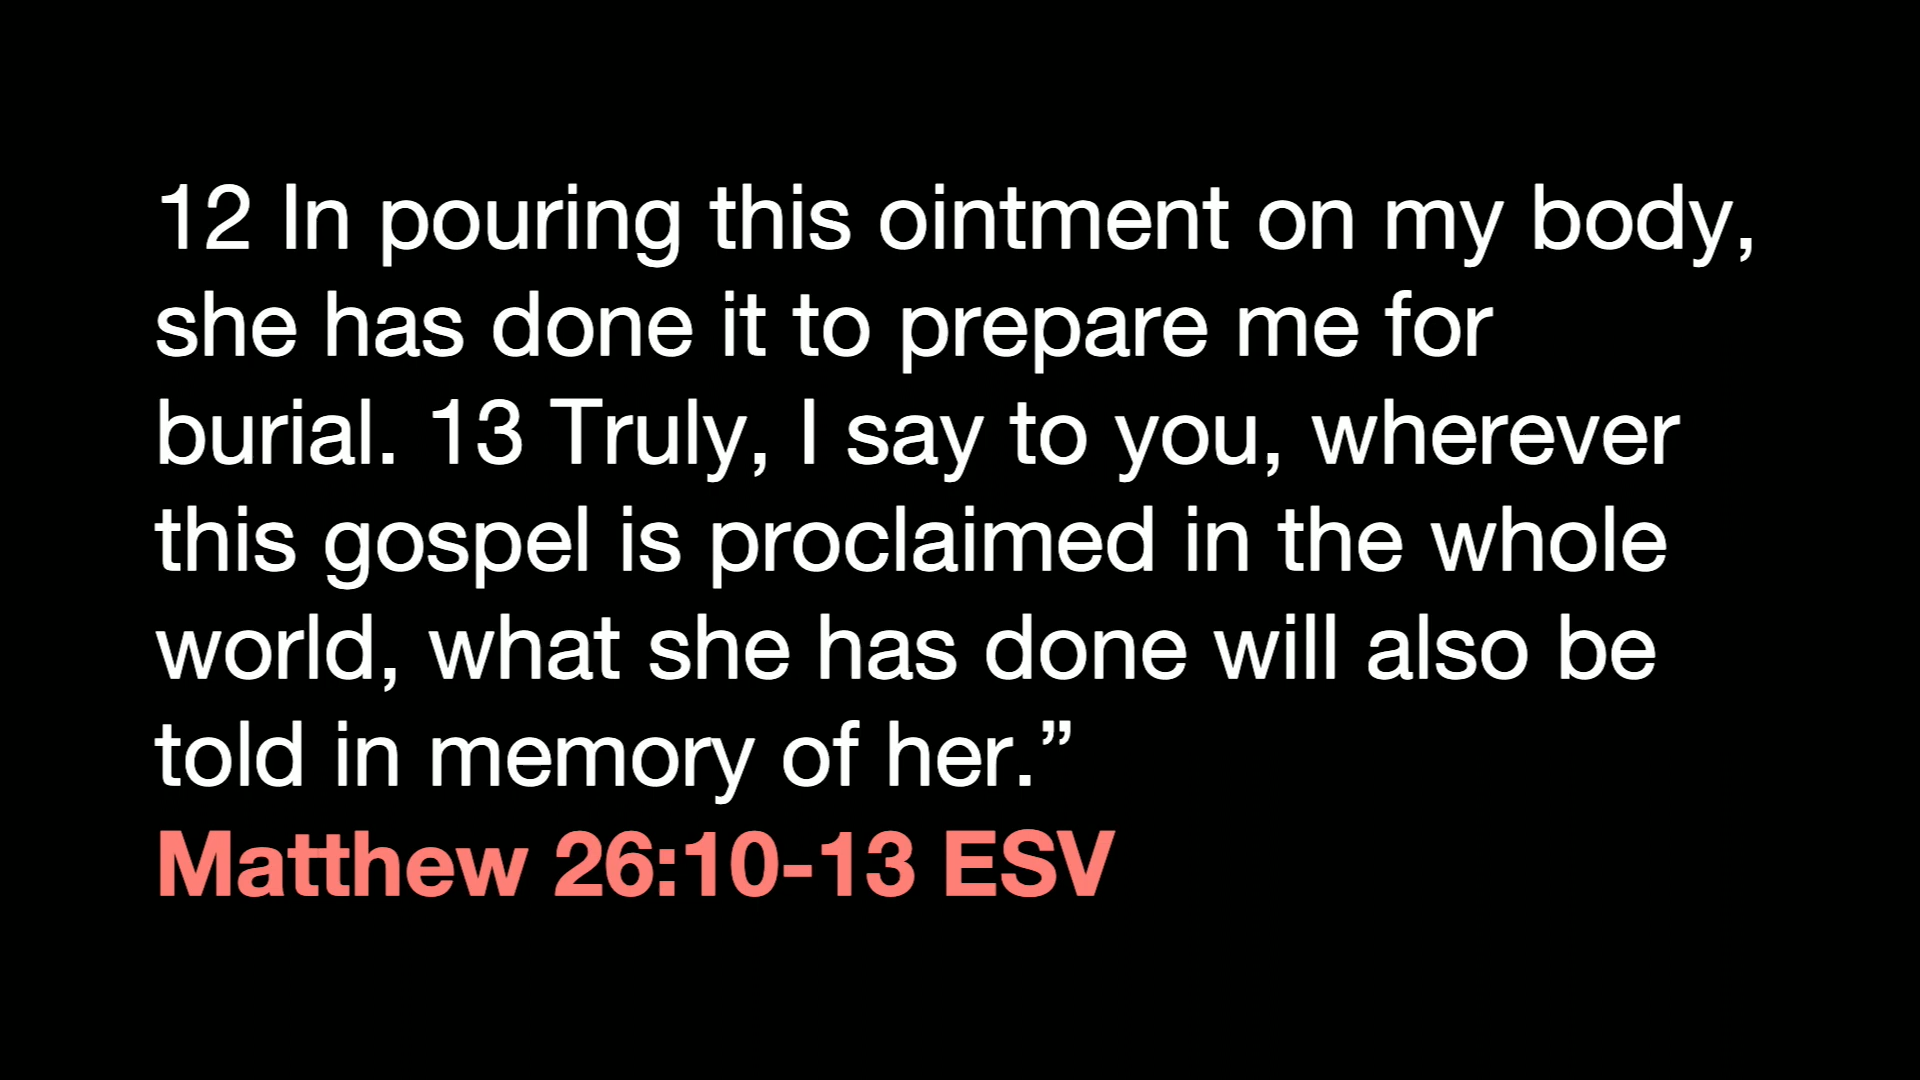 12 In pouring this ointment on my body,
she has done it to prepare me for
burial. 13 Truly, I say to you, wherever
this gospel is proclaimed in the whole
world, what she has done will also be
told in memory of her.”
Matthew 26:10-13 ESV